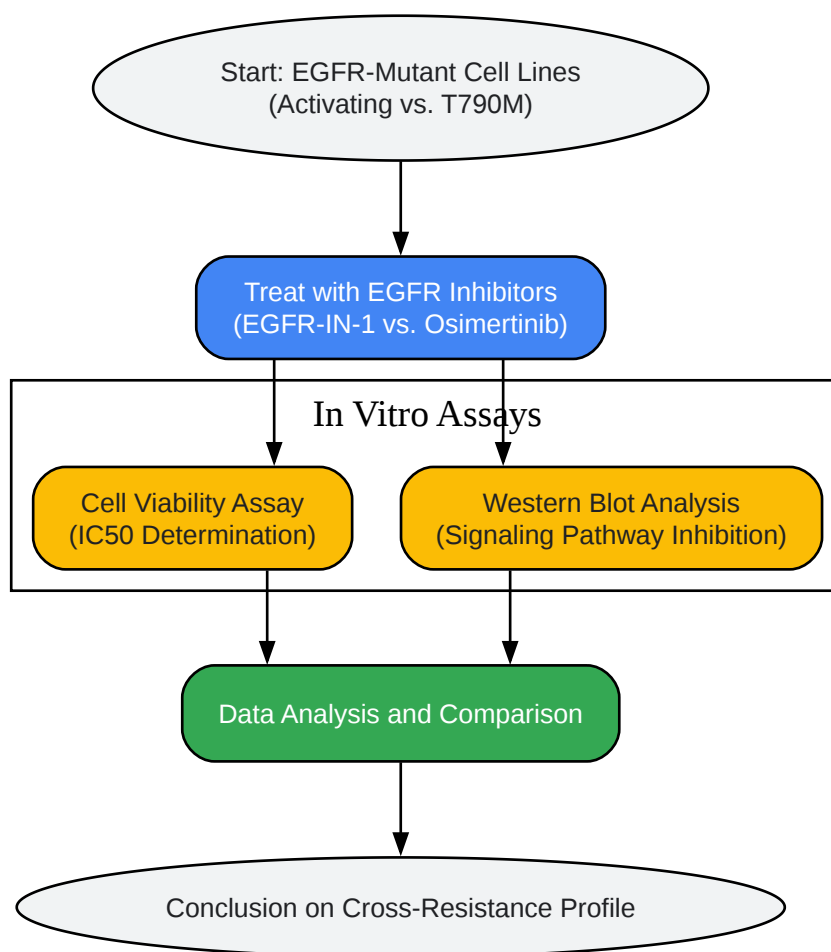 Start: EGFR-Mutant Cell Lines
(Activating vs. T790M)
Treat with EGFR Inhibitors
(EGFR-IN-1 vs. Osimertinib)
In Vitro Assays
Cell Viability Assay
(IC50 Determination)
Western Blot Analysis
(Signaling Pathway Inhibition)
Data Analysis and Comparison
Conclusion on Cross-Resistance Profile